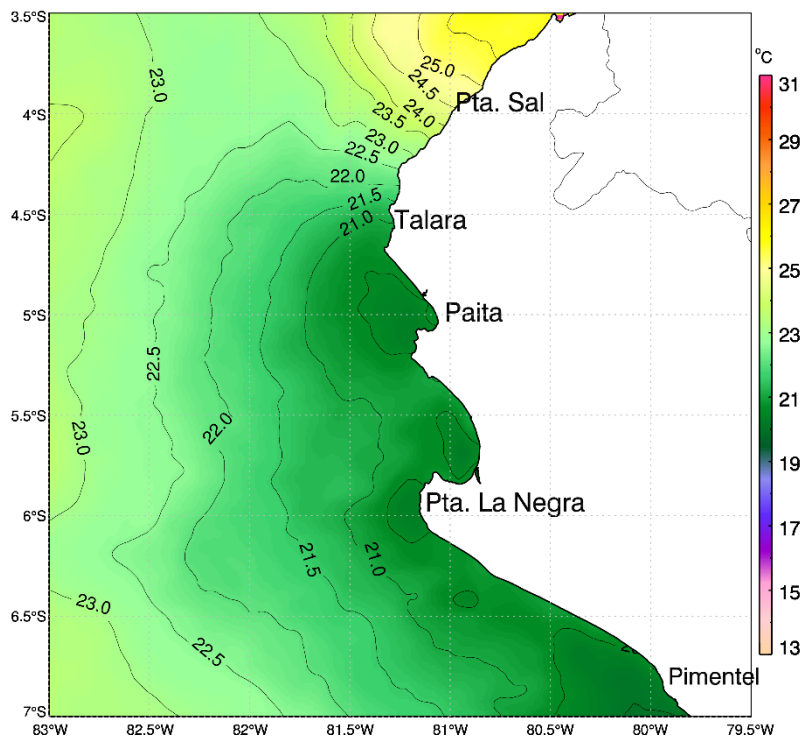 3.5°S
4°S
4.5°S
5°S
5.5°S
6°S
6.5°S
7°S
83°W
82.5°W
82°W
81.5°W
81°W
80.5°W
80°W
79.5°W
°C
31
29
27
25
23
21
19
17
15
13
23.0
25.0
24.5
24.0
23.5
23.0
22.5
22.0
21.5
21.0
Pta. Sal
Talara
Paita
22.5
22.0
23.0
Pta. La Negra
21.5
21.0
23.0
22.5
Pimentel